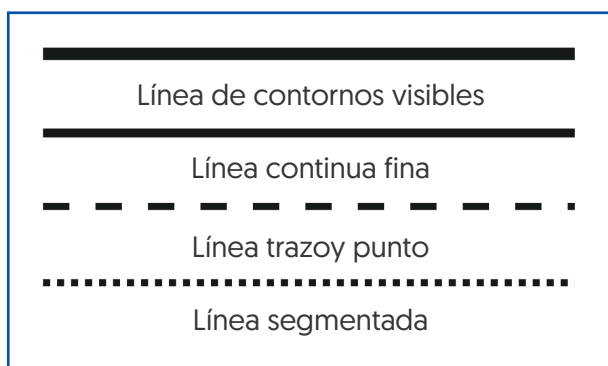 Línea de contornos visibles
Línea continua fina
Línea trazoy punto
Línea segmentada